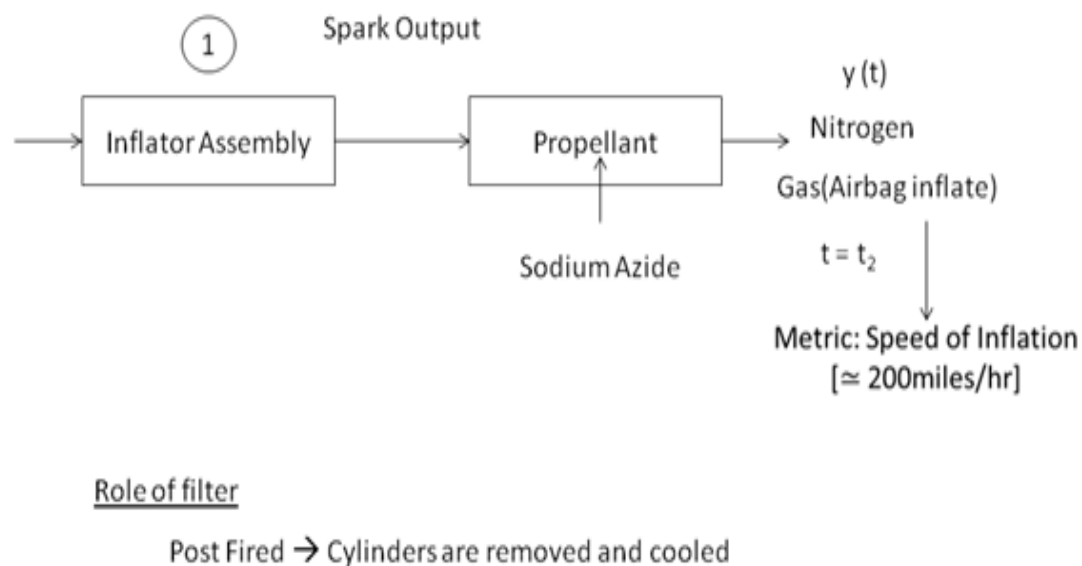 1
Spark Output
Inflator Assembly
Propellant
Sodium Azide
y (t)
Nitrogen
Gas(Airbag inflate)
t = t₂
Metric: Speed of Inflation
[≃ 200miles/hr]
Role of filter
Post Fired → Cylinders are removed and cooled